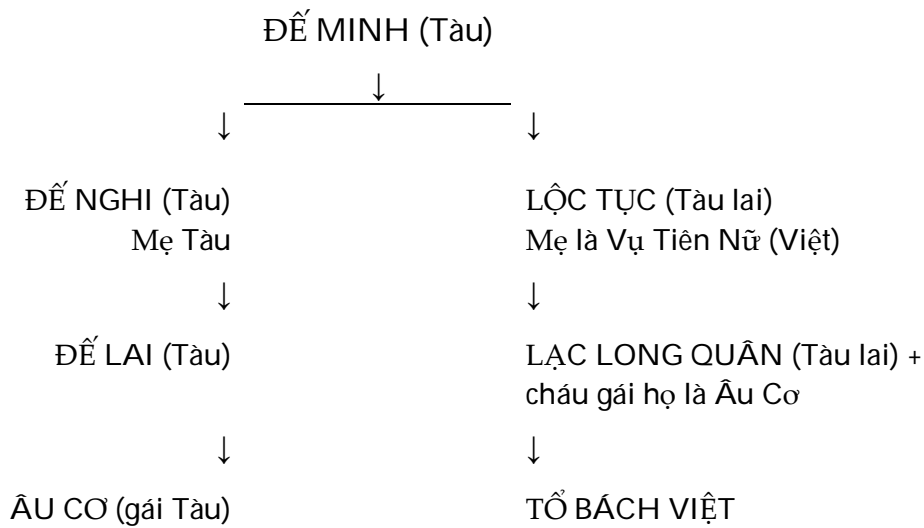 ĐẾ MINH (Tàu)
↓
↓ ↓
ĐẾ NGHI (Tàu) LỘC TỤC (Tàu lai)
Mẹ Tàu Mẹ là Vụ Tiên Nữ (Việt)
↓ ↓
ĐẾ LAI (Tàu) LẠC LONG QUÂN (Tàu lai) +
cháu gái họ là Âu Cơ
↓ ↓
ÂU CƠ (gái Tàu) TỔ BÁCH VIỆT